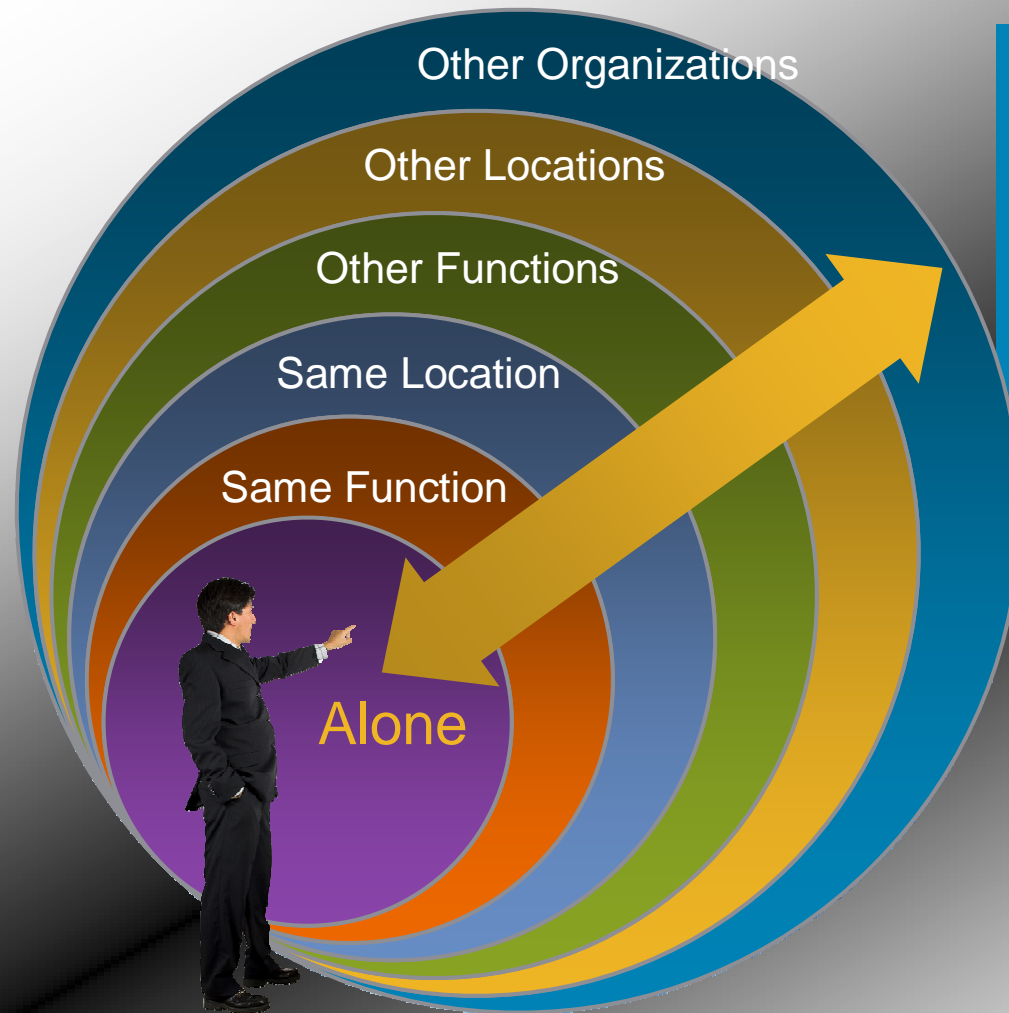 Other Organizations
Other Locations
Other Functions
Same Location
Same Function
Alone